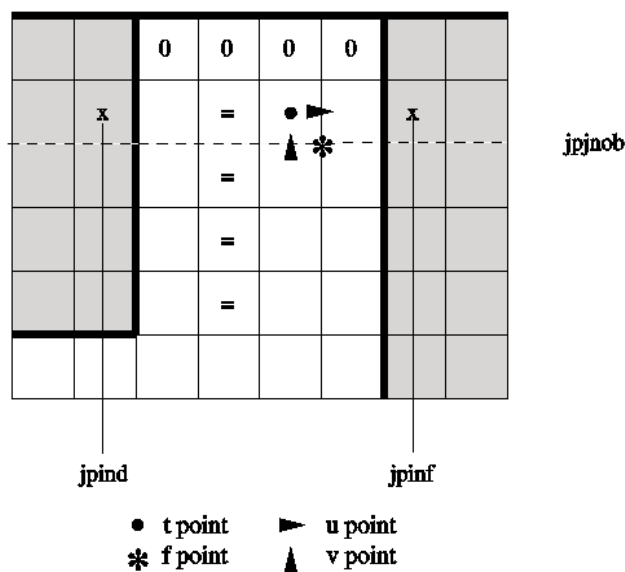 0 0 0 0
x = x
jpjnob
=
=
=
jpind jpinf
t point u point
f point v point